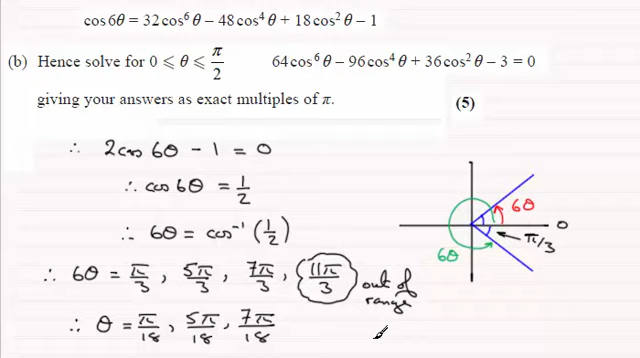 cos 6θ = 32cos⁶ θ – 48cos⁴ θ + 18cos² θ – 1
(b) Hence solve for 0 ⩽ θ ⩽ π/2 64cos⁶ θ – 96cos⁴ θ + 36cos² θ – 3 = 0
giving your answers as exact multiples of π. (5)
∴ 2cos 6θ – 1 = 0
∴ cos 6θ = 1/2
∴ 6θ = cos⁻¹ (1/2)
∴ 6θ = π/3 , 5π/3 , 7π/3 , 11π/3 out of range
∴ θ = π/18 , 5π/18 , 7π/18
6θ
0
π/3
6θ